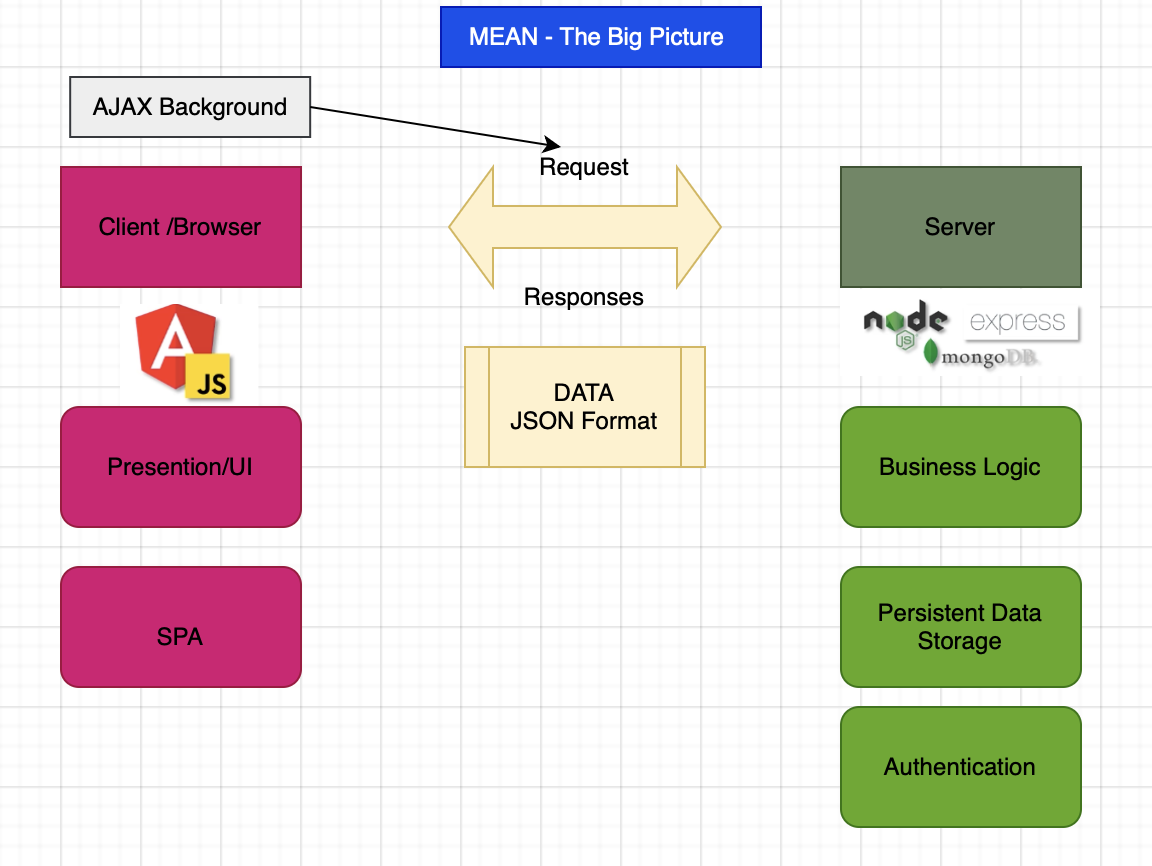 MEAN - The Big Picture
AJAX Background
Request
Client /Browser
Server
Responses
A
JS
node
JS
express
mongoDB
DATA
JSON Format
Presention/UI
Business Logic
SPA
Persistent Data
Storage
Authentication